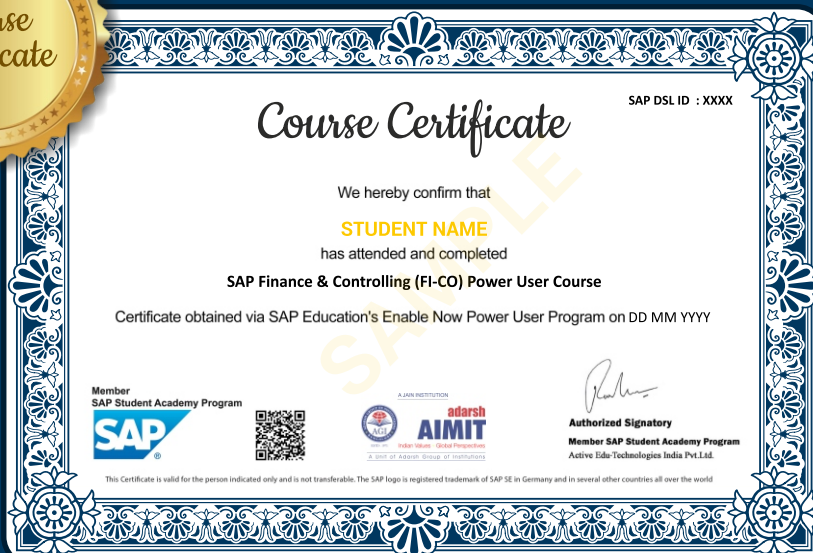 se
cate
SAP DSL ID : XXXX
Course Certificate
We hereby confirm that
STUDENT NAME
has attended and completed
SAP Finance & Controlling (FI-CO) Power User Course
Certificate obtained via SAP Education's Enable Now Power User Program on DD MM YYYY
SAMPLE
Member
SAP Student Academy Program
SAP®
A JAIN INSTITUTION
AGI
adarsh
AIMIT
Indian Values Global Perspectives
A Unit of Adarsh Group of Institutions
Authorized Signatory
Member SAP Student Academy Program
Active Edu-Technologies India Pvt.Ltd.
This Certificate is valid for the person indicated only and is not transferable. The SAP logo is registered trademark of SAP SE in Germany and in several other countries all over the world